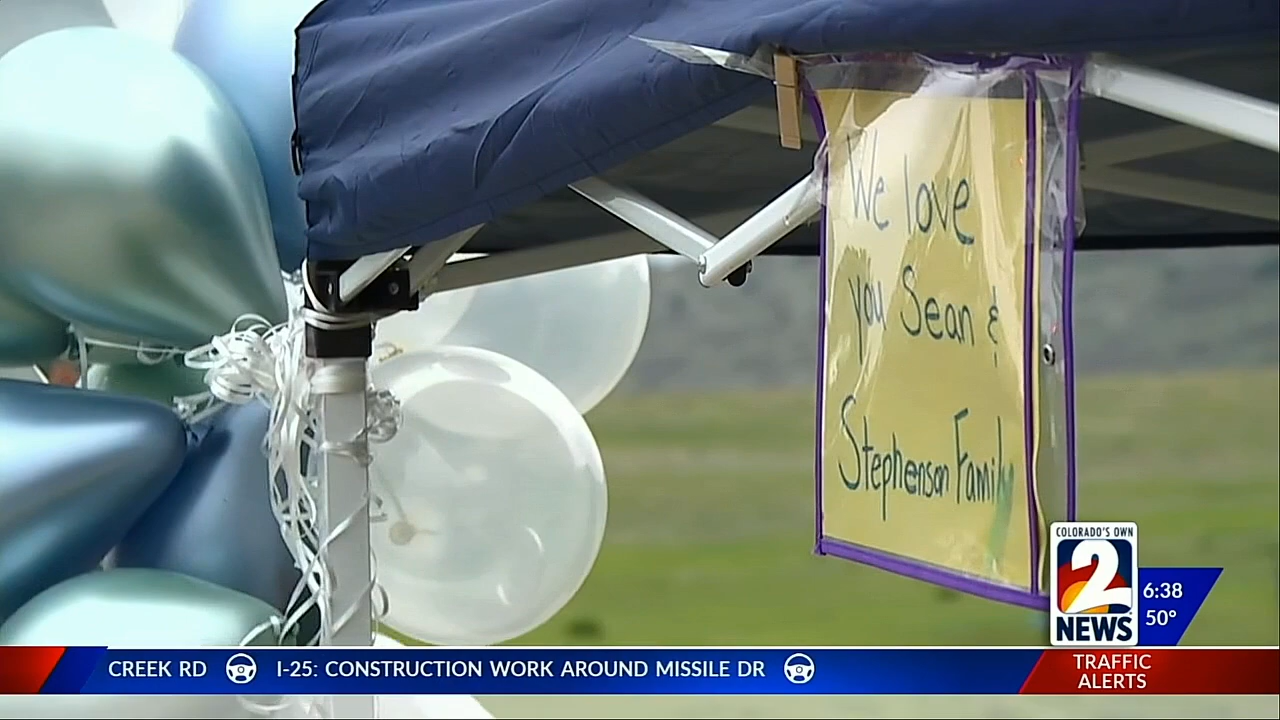 We love
you Sean &
Stephenson Family
COLORADO'S OWN
2
NEWS
6:38
50°
CREEK RD I-25: CONSTRUCTION WORK AROUND MISSILE DR
TRAFFIC
ALERTS